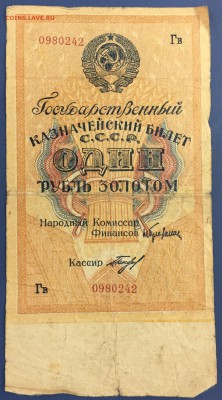 COINS.LAVE.RU
0980242 Гв
Государственный
КАЗНАЧЕЙСКИЙ БИЛЕТ
С.С.С.Р.
ОДИН
РУБЛЬ ЗОЛОТОМ
Народный Комиссар
Финансов
Кассир
Гв 0980242